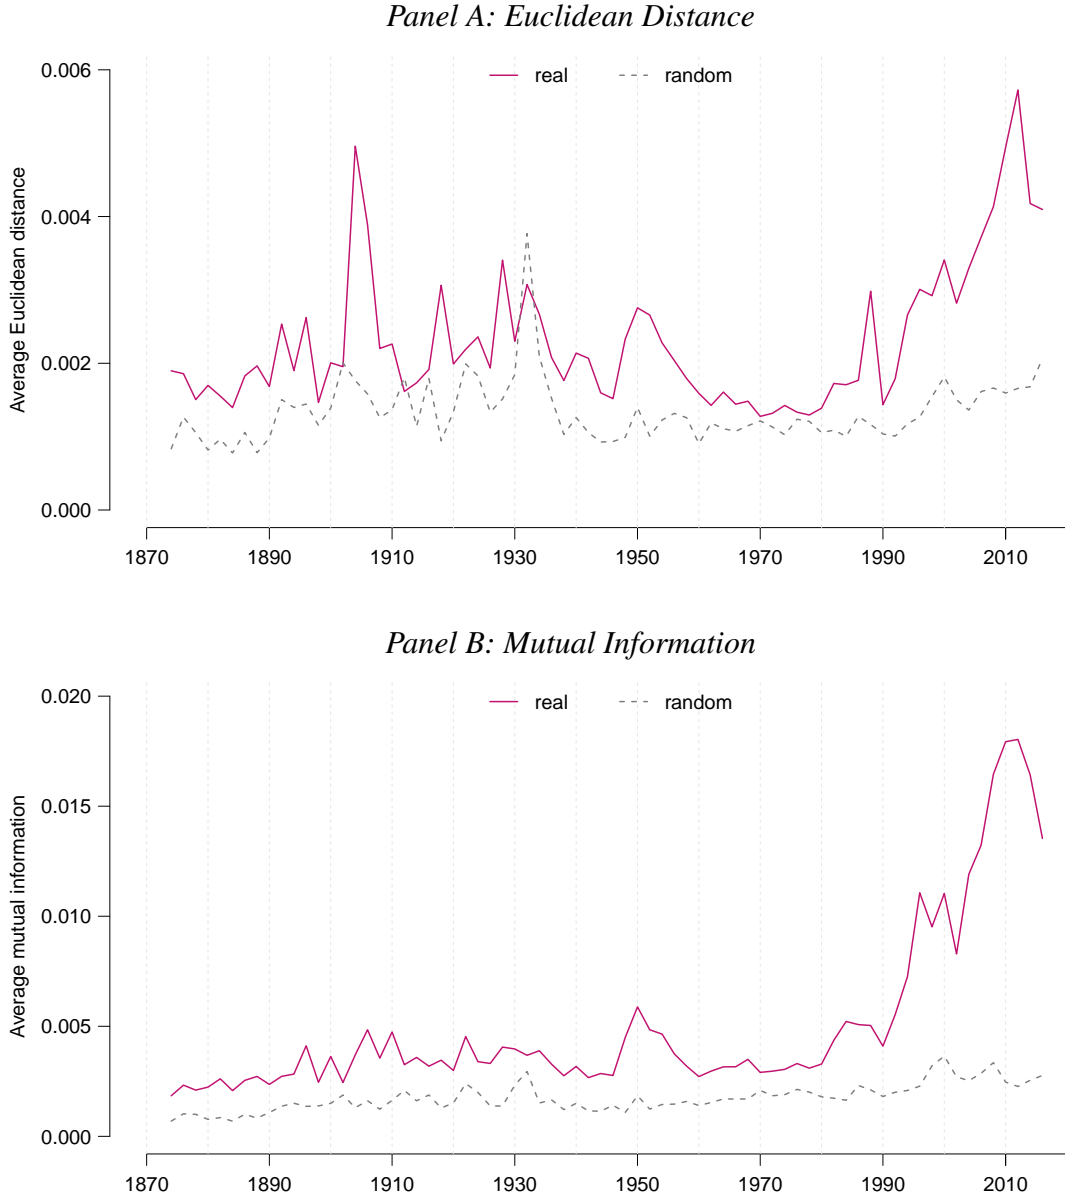 Panel A: Euclidean Distance
real random
Average Euclidean distance
0.006
0.004
0.002
0.000
1870 1890 1910 1930 1950 1970 1990 2010
Panel B: Mutual Information
real random
Average mutual information
0.020
0.015
0.010
0.005
0.000
1870 1890 1910 1930 1950 1970 1990 2010